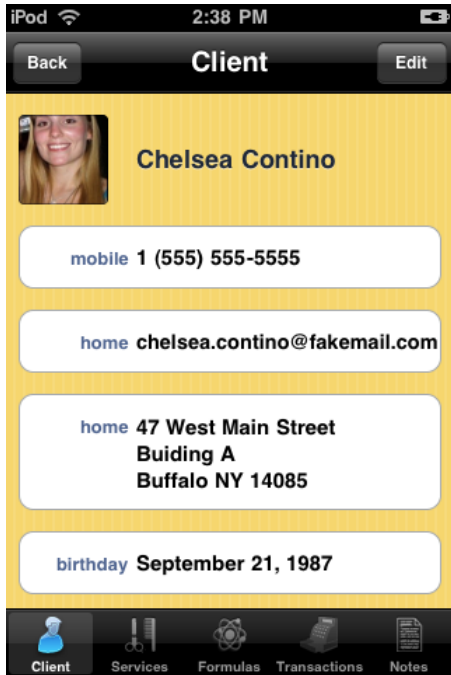 iPod 2:38 PM
Back Client Edit
Chelsea Contino
mobile 1 (555) 555-5555
home chelsea.contino@fakemail.com
home 47 West Main Street
Buiding A
Buffalo NY 14085
birthday September 21, 1987
Client Services Formulas Transactions Notes